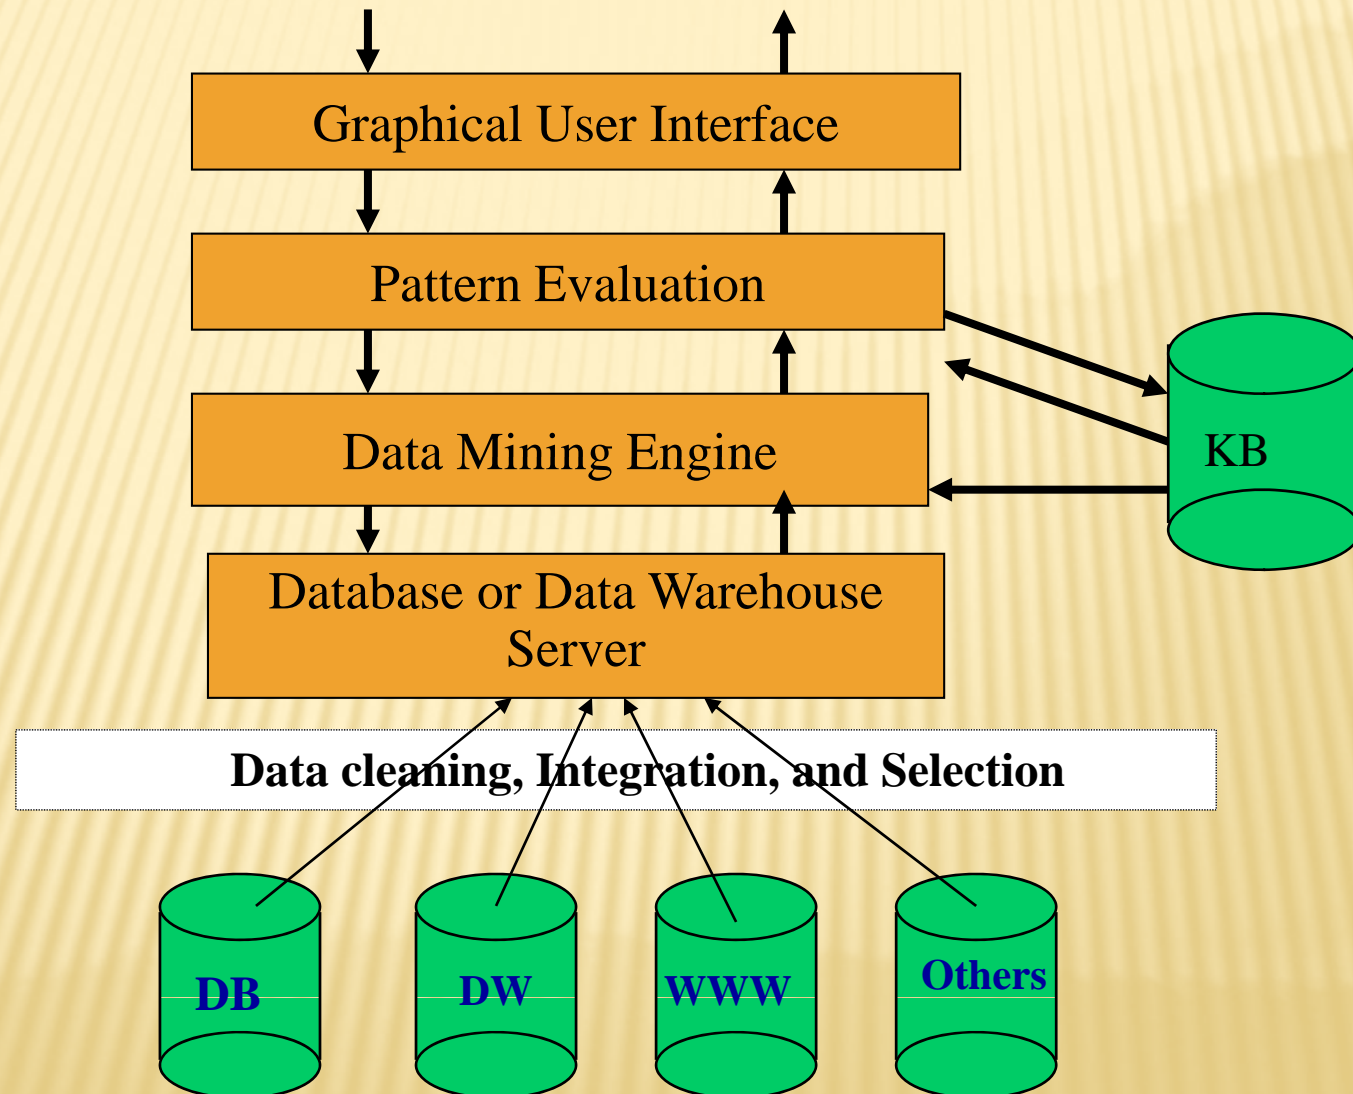 Graphical User Interface
Pattern Evaluation
Data Mining Engine
KB
Database or Data Warehouse
Server
Data cleaning, Integration, and Selection
DB
DW
WWW
Others